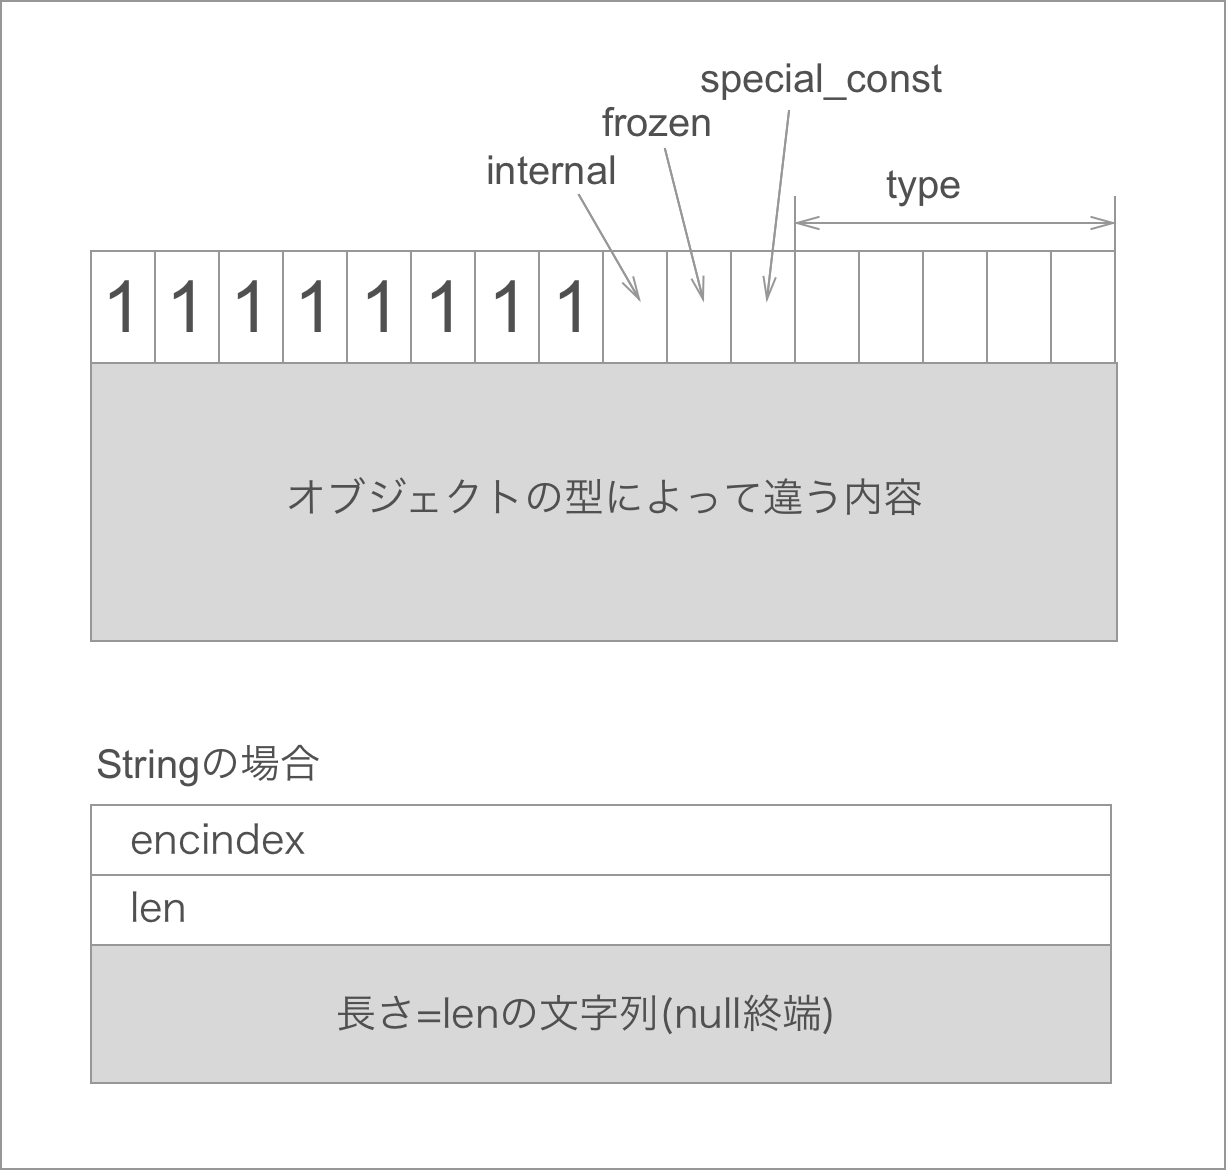 special_const
frozen
internal
type
1 1 1 1 1 1 1 1
オブジェクトの型によって違う内容
Stringの場合
encindex
len
長さ=lenの文字列(null終端)